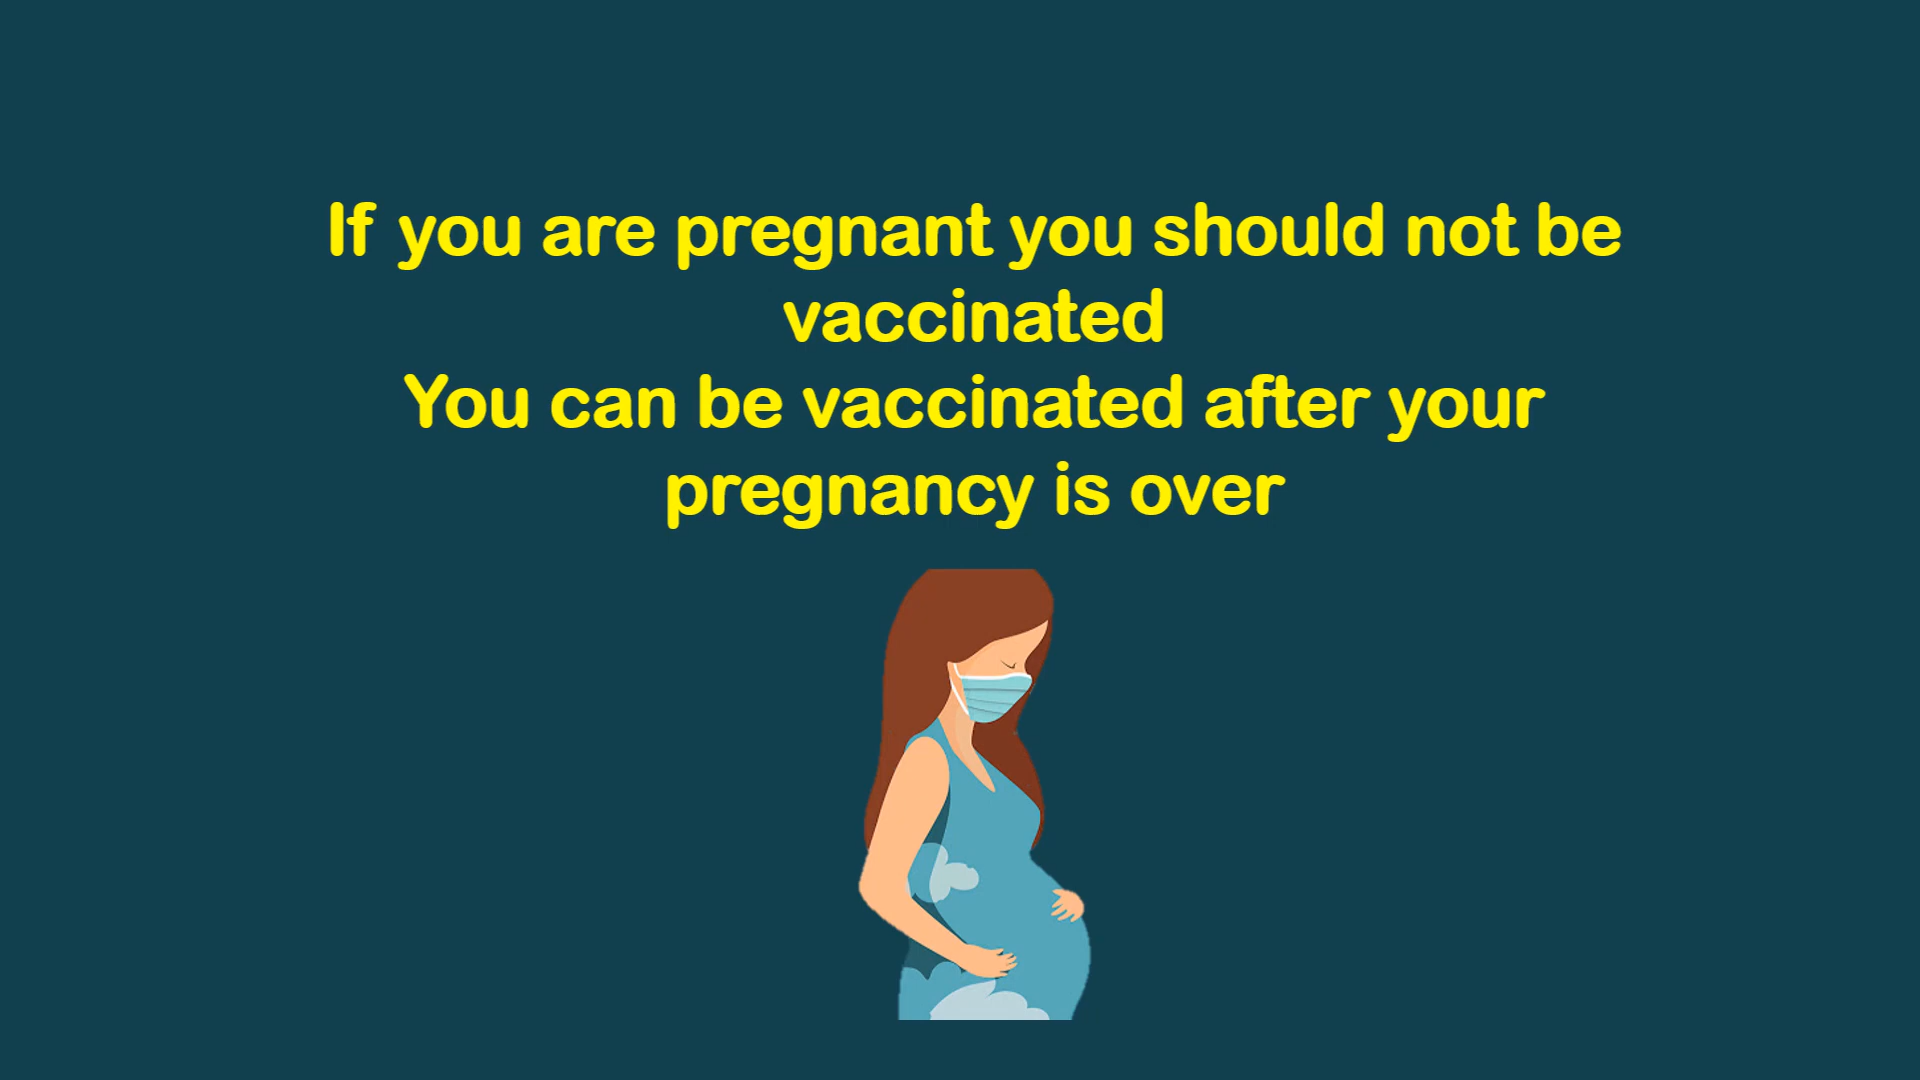 If you are pregnant you should not be
vaccinated
You can be vaccinated after your
pregnancy is over